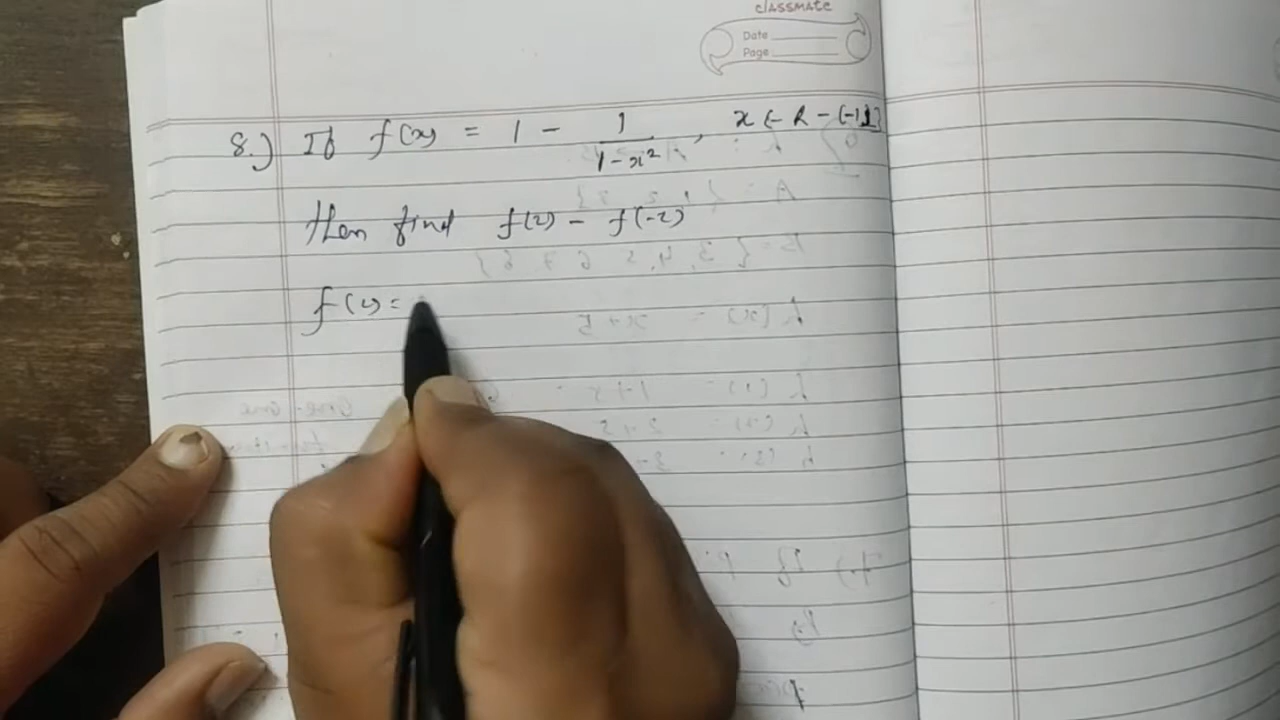 classmate
Date
Page
8.) If f(x) = 1 - 1/(1-x²), x ∈ R - {-1,1}
then find f(2) - f(-2)
f(2) =